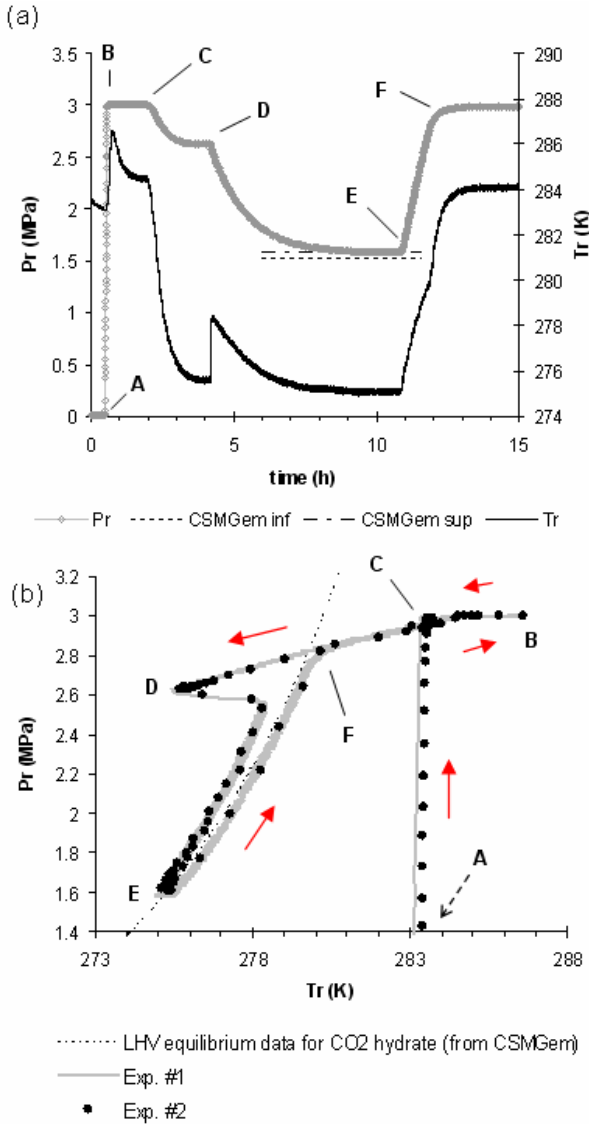 (a)
B
C
D
E
F
A
3.5
3
2.5
2
1.5
1
0.5
0
Pr (MPa)
290
288
286
284
282
280
278
276
274
Tr (K)
0
5
10
15
time (h)
Pr
CSMGem inf
CSMGem sup
Tr
(b)
C
B
D
F
A
E
3.2
3
2.8
2.6
2.4
2.2
2
1.8
1.6
1.4
Pr (MPa)
273
278
283
288
Tr (K)
LHV equilibrium data for CO2 hydrate (from CSMGem)
Exp. #1
Exp. #2